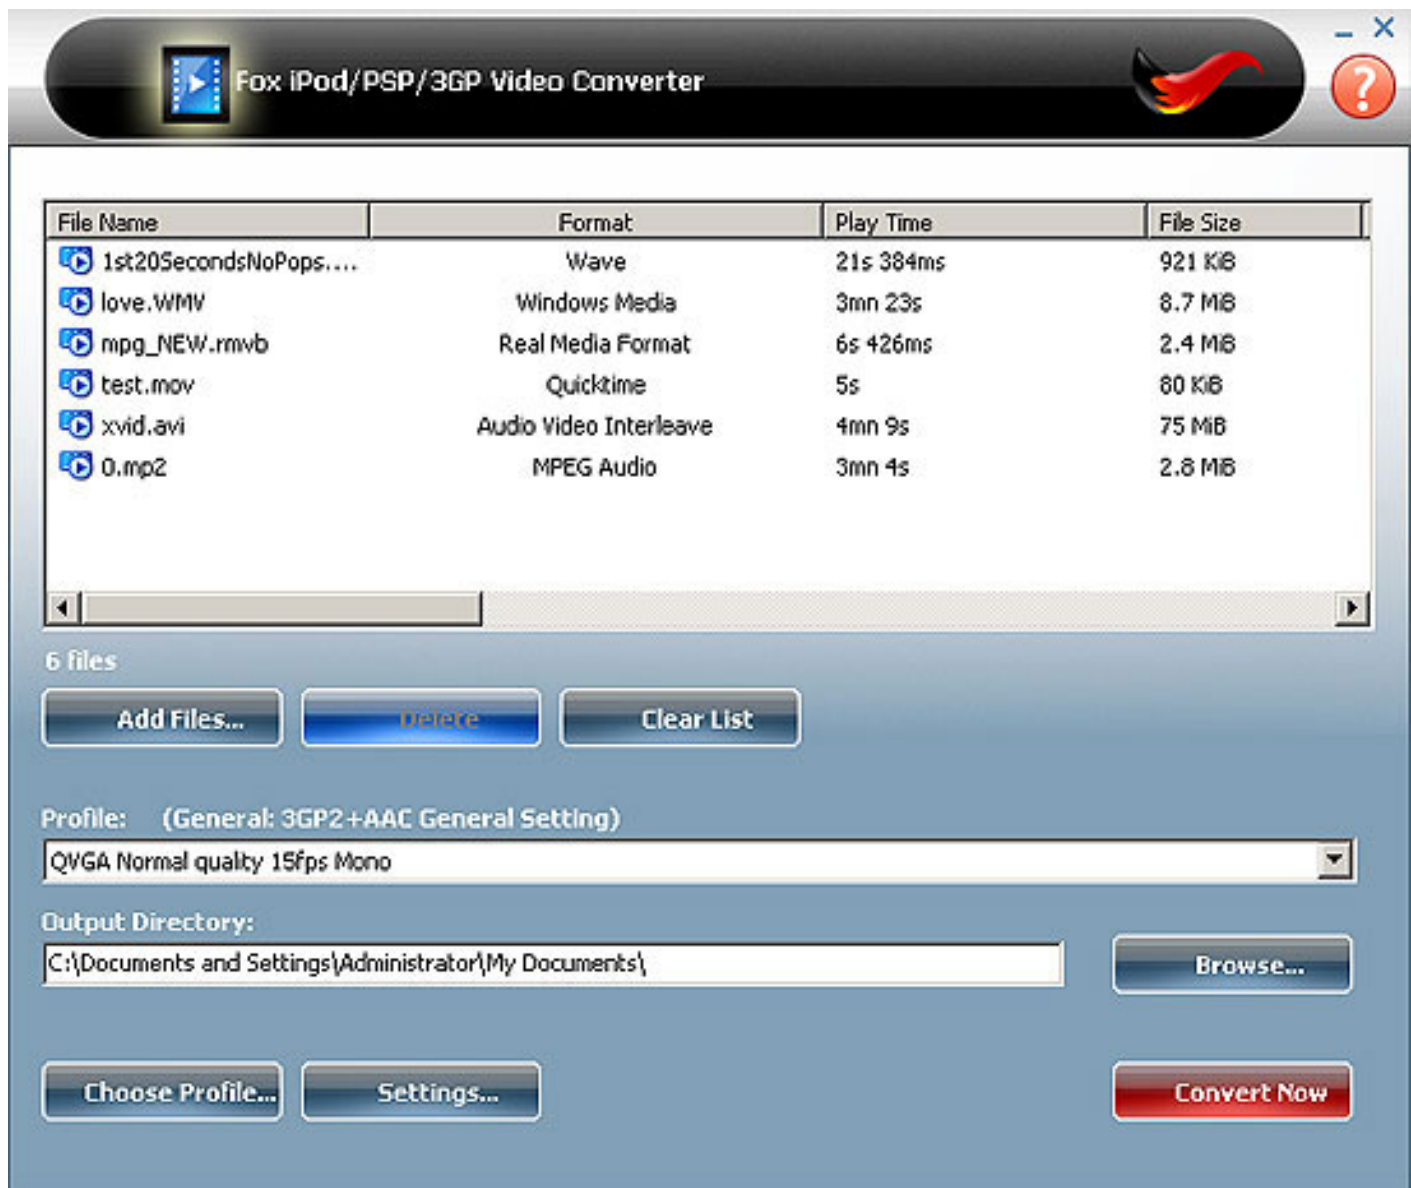 Fox iPod/PSP/3GP Video Converter
?
File Name Format Play Time File Size
1st20SecondsNoPops.... Wave 21s 384ms 921 KiB
love.WMV Windows Media 3mn 23s 8.7 MiB
mpg_NEW.rmvb Real Media Format 6s 426ms 2.4 MiB
test.mov Quicktime 5s 80 KiB
xvid.avi Audio Video Interleave 4mn 9s 75 MiB
0.mp2 MPEG Audio 3mn 4s 2.8 MiB
6 files
Add Files... Delete Clear List
Profile: (General: 3GP2+AAC General Setting)
QVGA Normal quality 15fps Mono
Output Directory:
C:\Documents and Settings\Administrator\My Documents\ Browse...
Choose Profile... Settings... Convert Now